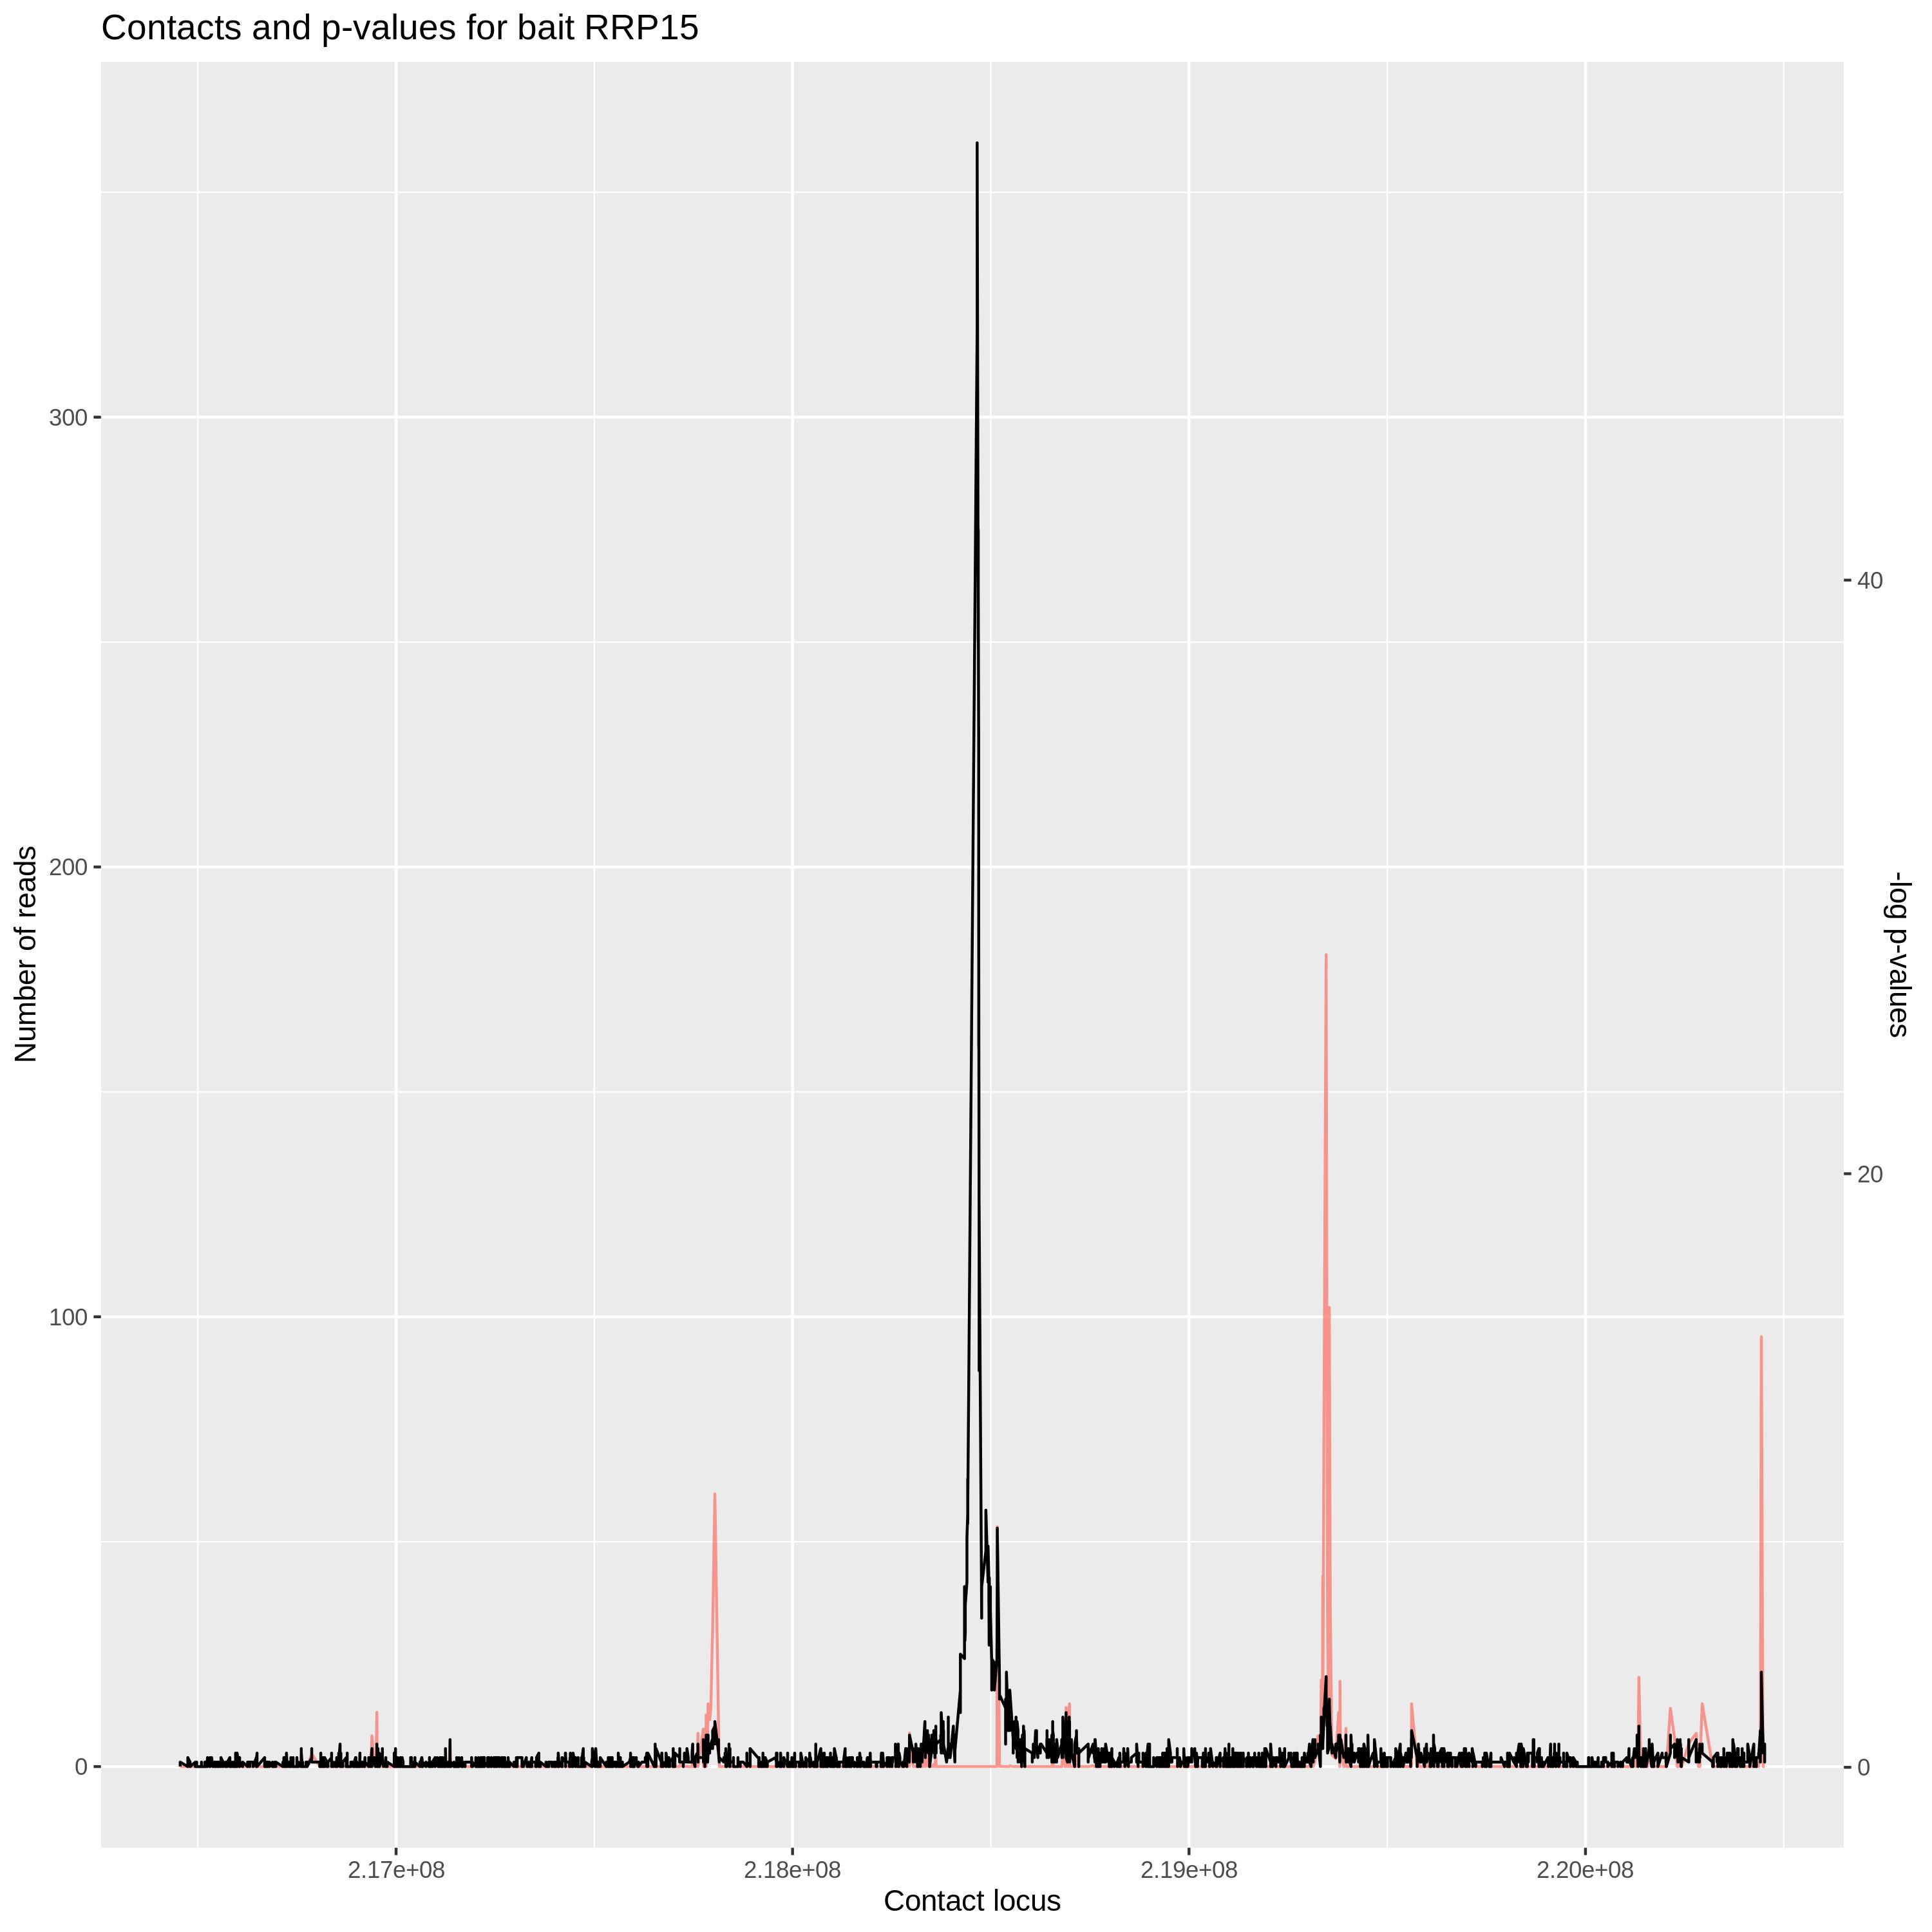 Contacts and p-values for bait RRP15
Number of reads
300
200
100
0
40
20
0
-log p-values
2.17e+08 2.18e+08 2.19e+08 2.20e+08
Contact locus